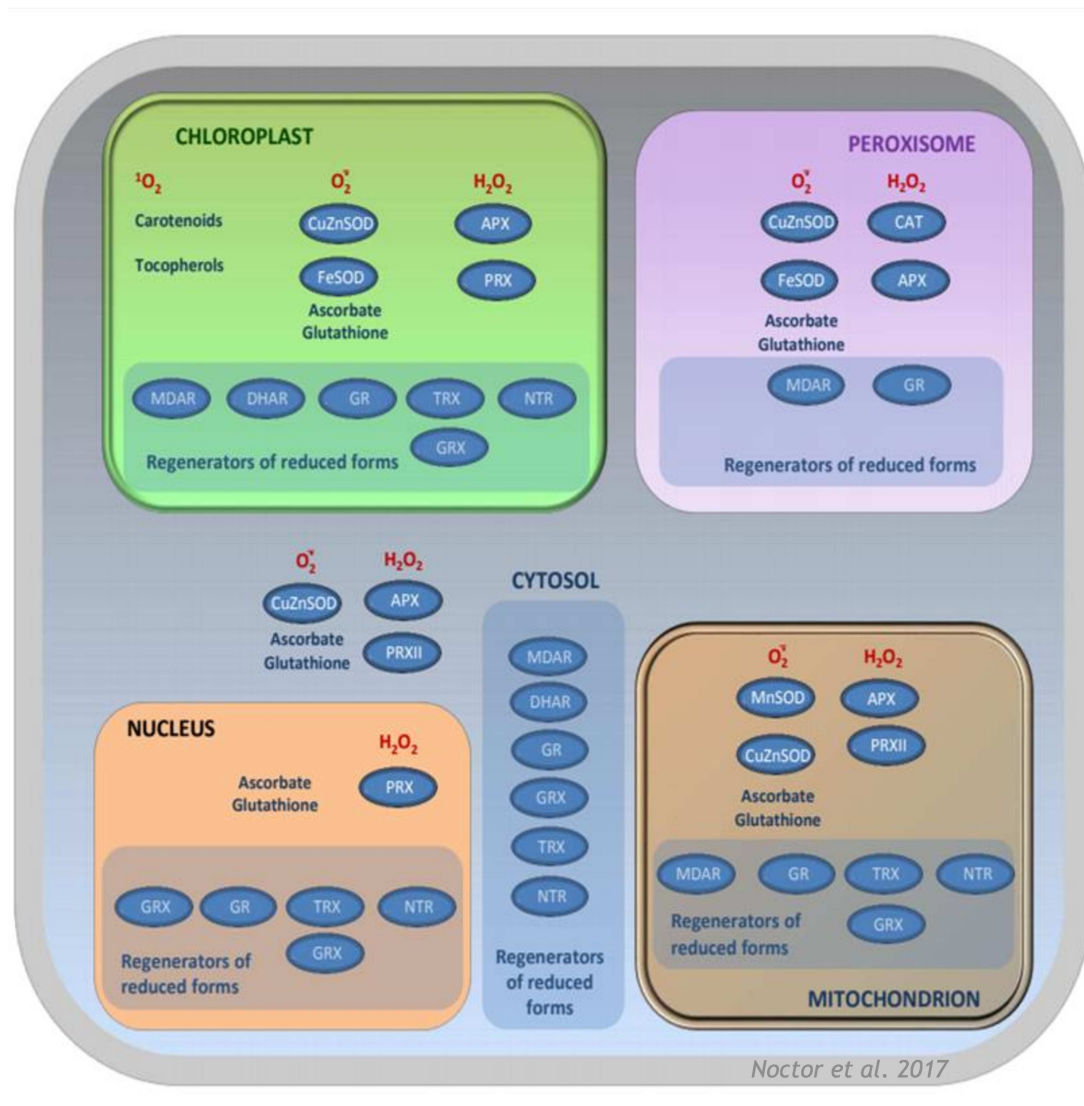 CHLOROPLAST
¹O₂ O₂˙⁻ H₂O₂
Carotenoids CuZnSOD APX
Tocopherols FeSOD PRX
Ascorbate
Glutathione
MDAR DHAR GR TRX NTR
GRX
Regenerators of reduced forms
PEROXISOME
O₂˙⁻ H₂O₂
CuZnSOD CAT
FeSOD APX
Ascorbate
Glutathione
MDAR GR
Regenerators of reduced forms
O₂˙⁻ H₂O₂
CuZnSOD APX
Ascorbate
Glutathione PRXII
CYTOSOL
MDAR
DHAR
GR
GRX
TRX
NTR
Regenerators
of reduced
forms
NUCLEUS
H₂O₂
Ascorbate
Glutathione
PRX
GRX GR TRX NTR
GRX
Regenerators of
reduced forms
O₂˙⁻ H₂O₂
MnSOD APX
CuZnSOD PRXII
Ascorbate
Glutathione
MDAR GR TRX NTR
GRX
Regenerators of
reduced forms
MITOCHONDRION
Noctor et al. 2017